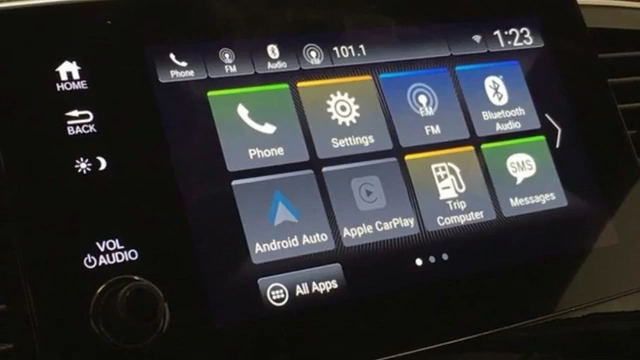 HOME
BACK
VOL
AUDIO
Phone
FM
Audio
101.1
1:23
Phone
Settings
FM
FM
Bluetooth
Audio
Android Auto
Apple CarPlay
Trip
Computer
SMS
Messages
All Apps